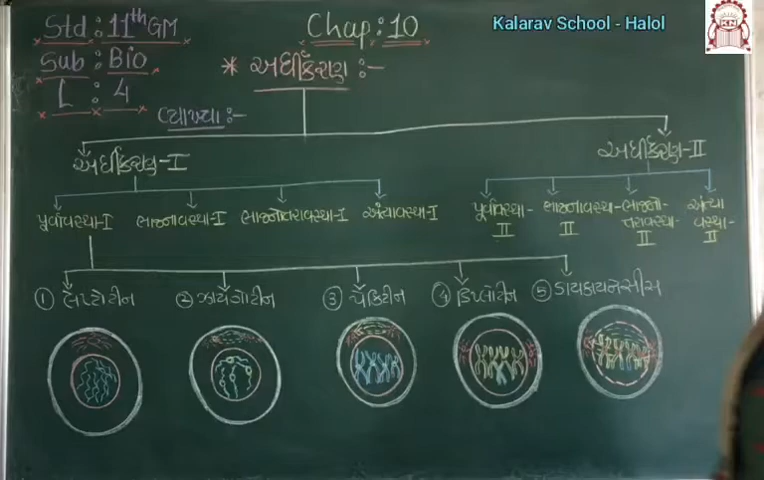 Kalarav School - Halol
KN
Std : 11th GM
Chap : 10
Sub : Bio
* અર્ધીકરણ :-
L : 4
વ્યાખ્યા :-
અર્ધીકરણ-I
અર્ધીકરણ-II
પૂર્વાવસ્થા-I
ભાજનાવસ્થા-I
ભાજનોત્તરાવસ્થા-I
અંત્યાવસ્થા-I
પૂર્વાવસ્થા-
II
ભાજનાવસ્થા-
II
ભાજનો-
ત્તરાવસ્થા-
II
અંત્યા
વસ્થા-
II
① લેપ્ટોટીન
② ઝાયગોટીન
③ પેકિટીન
④ ડિપ્લોટીન
⑤ ડાયકાયનેસીસ